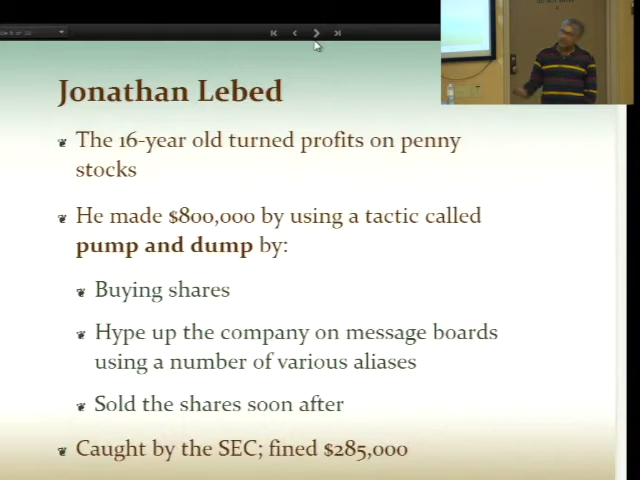 Jonathan Lebed
The 16-year old turned profits on penny
stocks
He made $800,000 by using a tactic called
pump and dump by:
Buying shares
Hype up the company on message boards
using a number of various aliases
Sold the shares soon after
Caught by the SEC; fined $285,000